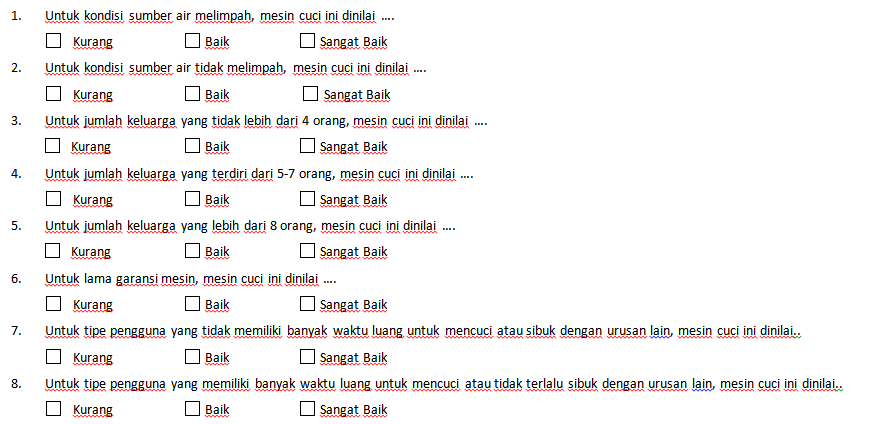 1. Untuk kondisi sumber air melimpah, mesin cuci ini dinilai ....
Kurang Baik Sangat Baik
2. Untuk kondisi sumber air tidak melimpah, mesin cuci ini dinilai ....
Kurang Baik Sangat Baik
3. Untuk jumlah keluarga yang tidak lebih dari 4 orang, mesin cuci ini dinilai ....
Kurang Baik Sangat Baik
4. Untuk jumlah keluarga yang terdiri dari 5-7 orang, mesin cuci ini dinilai ....
Kurang Baik Sangat Baik
5. Untuk jumlah keluarga yang lebih dari 8 orang, mesin cuci ini dinilai ....
Kurang Baik Sangat Baik
6. Untuk lama garansi mesin, mesin cuci ini dinilai ....
Kurang Baik Sangat Baik
7. Untuk tipe pengguna yang tidak memiliki banyak waktu luang untuk mencuci atau sibuk dengan urusan lain, mesin cuci ini dinilai..
Kurang Baik Sangat Baik
8. Untuk tipe pengguna yang memiliki banyak waktu luang untuk mencuci atau tidak terlalu sibuk dengan urusan lain, mesin cuci ini dinilai..
Kurang Baik Sangat Baik